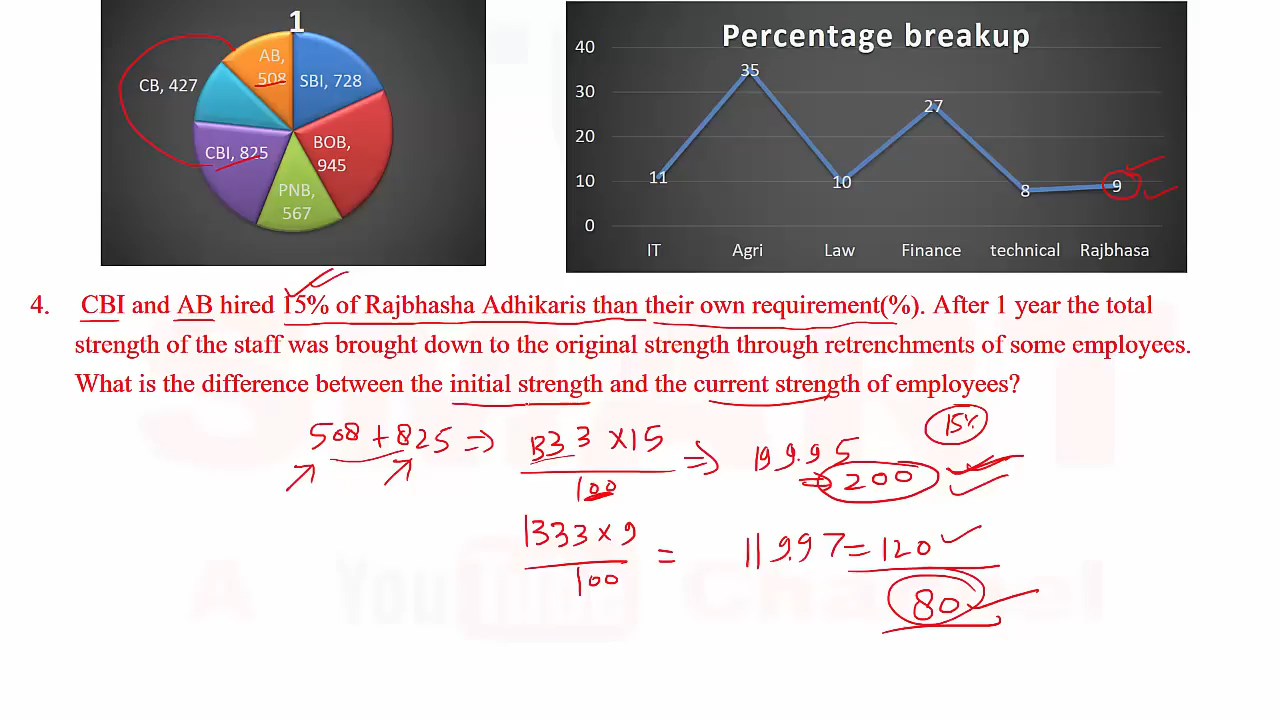 1
AB,
508
SBI, 728
CB, 427
BOB,
945
CBI, 825
PNB,
567
Percentage breakup
40
30
20
10
0
11
35
10
27
8
9
IT Agri Law Finance technical Rajbhasa
4. CBI and AB hired 15% of Rajbhasha Adhikaris than their own requirement(%). After 1 year the total
strength of the staff was brought down to the original strength through retrenchments of some employees.
What is the difference between the initial strength and the current strength of employees?
508 + 825 ⇒ 1333 ×15 ⇒ 199.95
100
15%
⇒ 200
1333 × 9 = 119.97 = 120
100
80
A YouTube Channel